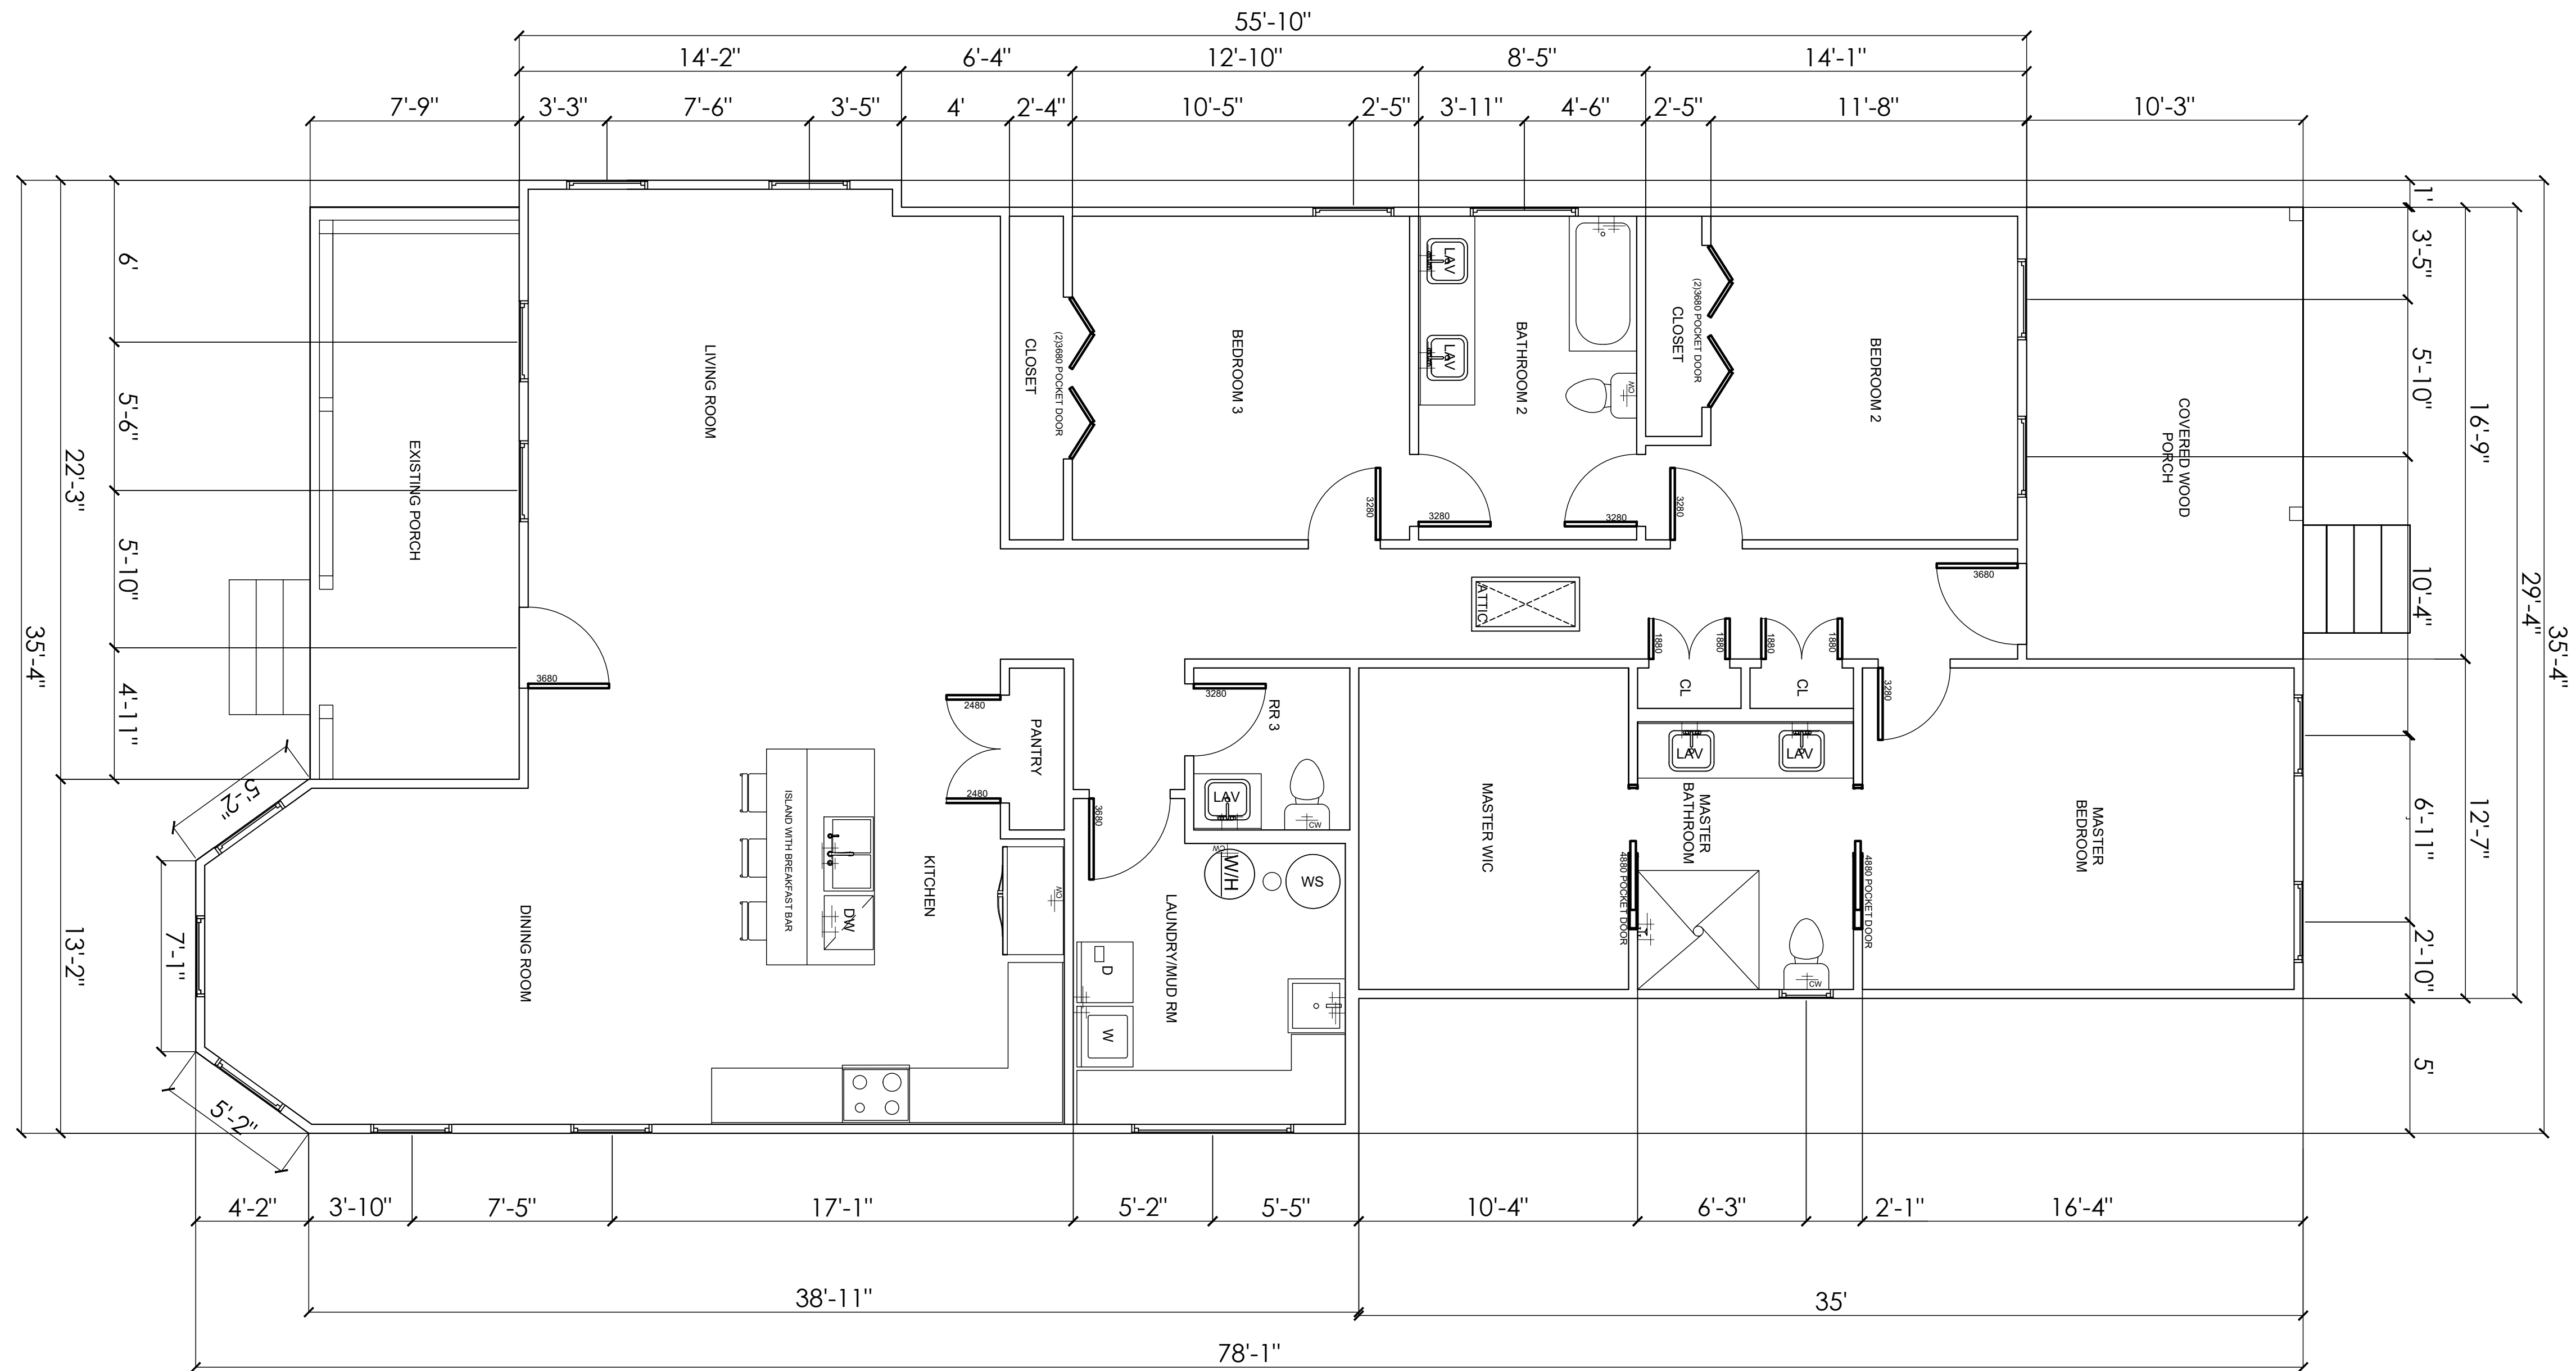 55'-10"
14'-2"
6'-4"
12'-10"
8'-5"
14'-1"
7'-9"
3'-3"
7'-6"
3'-5"
4'
2'-4"
10'-5"
2'-5"
3'-11"
4'-6"
2'-5"
11'-8"
10'-3"
6'
5'-6"
5'-10"
4'-11"
22'-3"
13'-2"
35'-4"
5'-2"
7'-1"
5'-2"
1'
3'-5"
5'-10"
10'-4"
6'-11"
2'-10"
5'
16'-9"
12'-7"
29'-4"
35'-4"
EXISTING PORCH
LIVING ROOM
3680
CLOSET
(2)3680 POCKET DOOR
BEDROOM 3
3280
LAV
LAV
BATHROOM 2
CW
3280
3280
CLOSET
(2)3680 POCKET DOOR
3280
BEDROOM 2
COVERED WOOD
PORCH
3680
ATTIC
1880
1880
1880
1880
CL
CL
3280
2480
2480
PANTRY
3280
RR 3
LAV
CW
3680
ISLAND WITH BREAKFAST BAR
DW
KITCHEN
CW
DINING ROOM
CW
W/H
WS
LAUNDRY/MUD RM
D
W
MASTER WIC
LAV
LAV
MASTER
BATHROOM
4880 POCKET DOOR
4880 POCKET DOOR
CW
MASTER
BEDROOM
4'-2"
3'-10"
7'-5"
17'-1"
5'-2"
5'-5"
10'-4"
6'-3"
2'-1"
16'-4"
38'-11"
35'
78'-1"